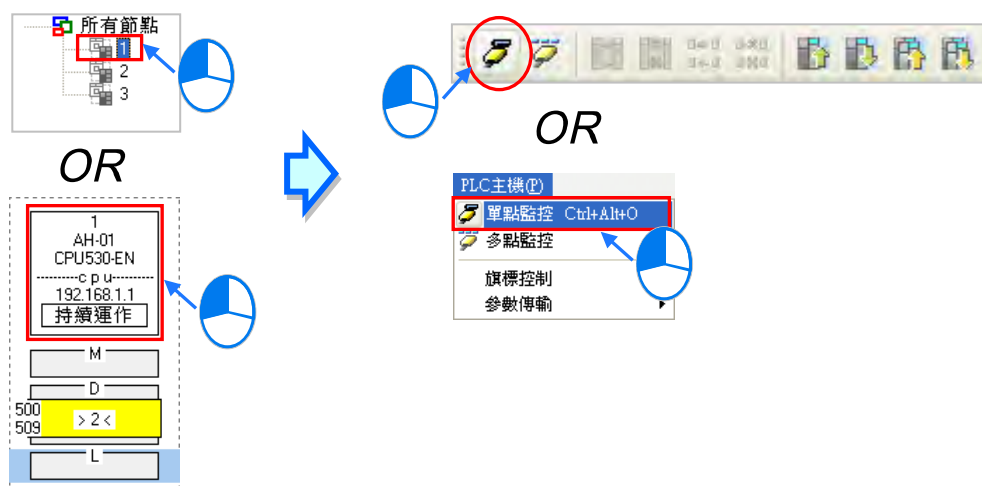 所有節點
1
2
3
OR
1
AH-01
CPU530-EN
---------c p u---------
192.168.1.1
持續運作
M
D
500
509
> 2 <
L
OR
PLC主機(P)
單點監控 Ctrl+Alt+O
多點監控
旗標控制
參數傳輸